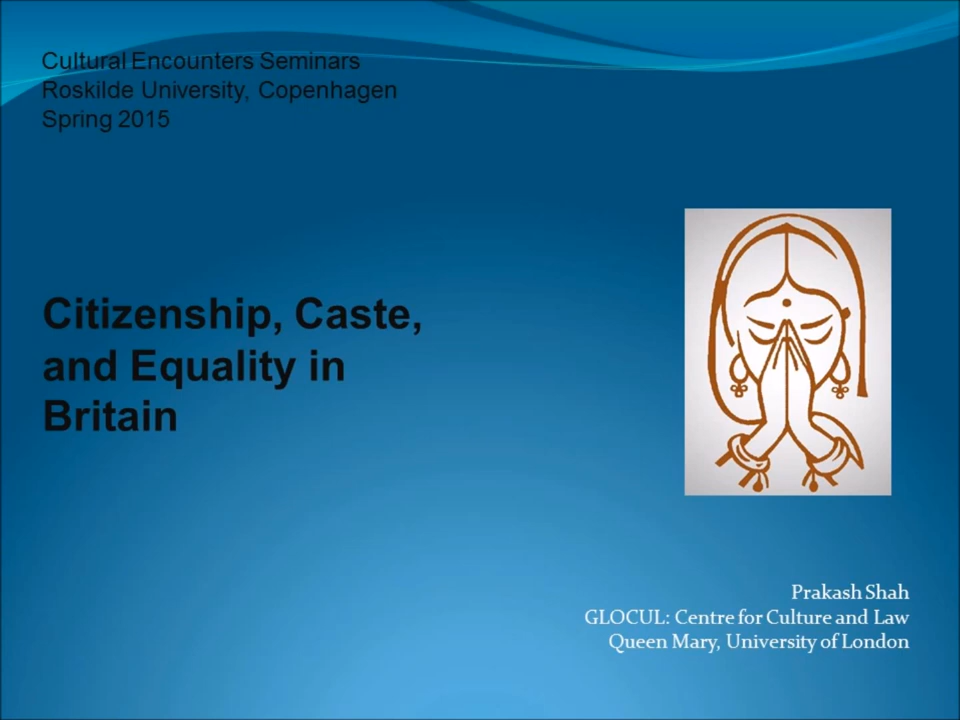 Cultural Encounters Seminars
Roskilde University, Copenhagen
Spring 2015
Citizenship, Caste,
and Equality in
Britain
Prakash Shah
GLOCUL: Centre for Culture and Law
Queen Mary, University of London